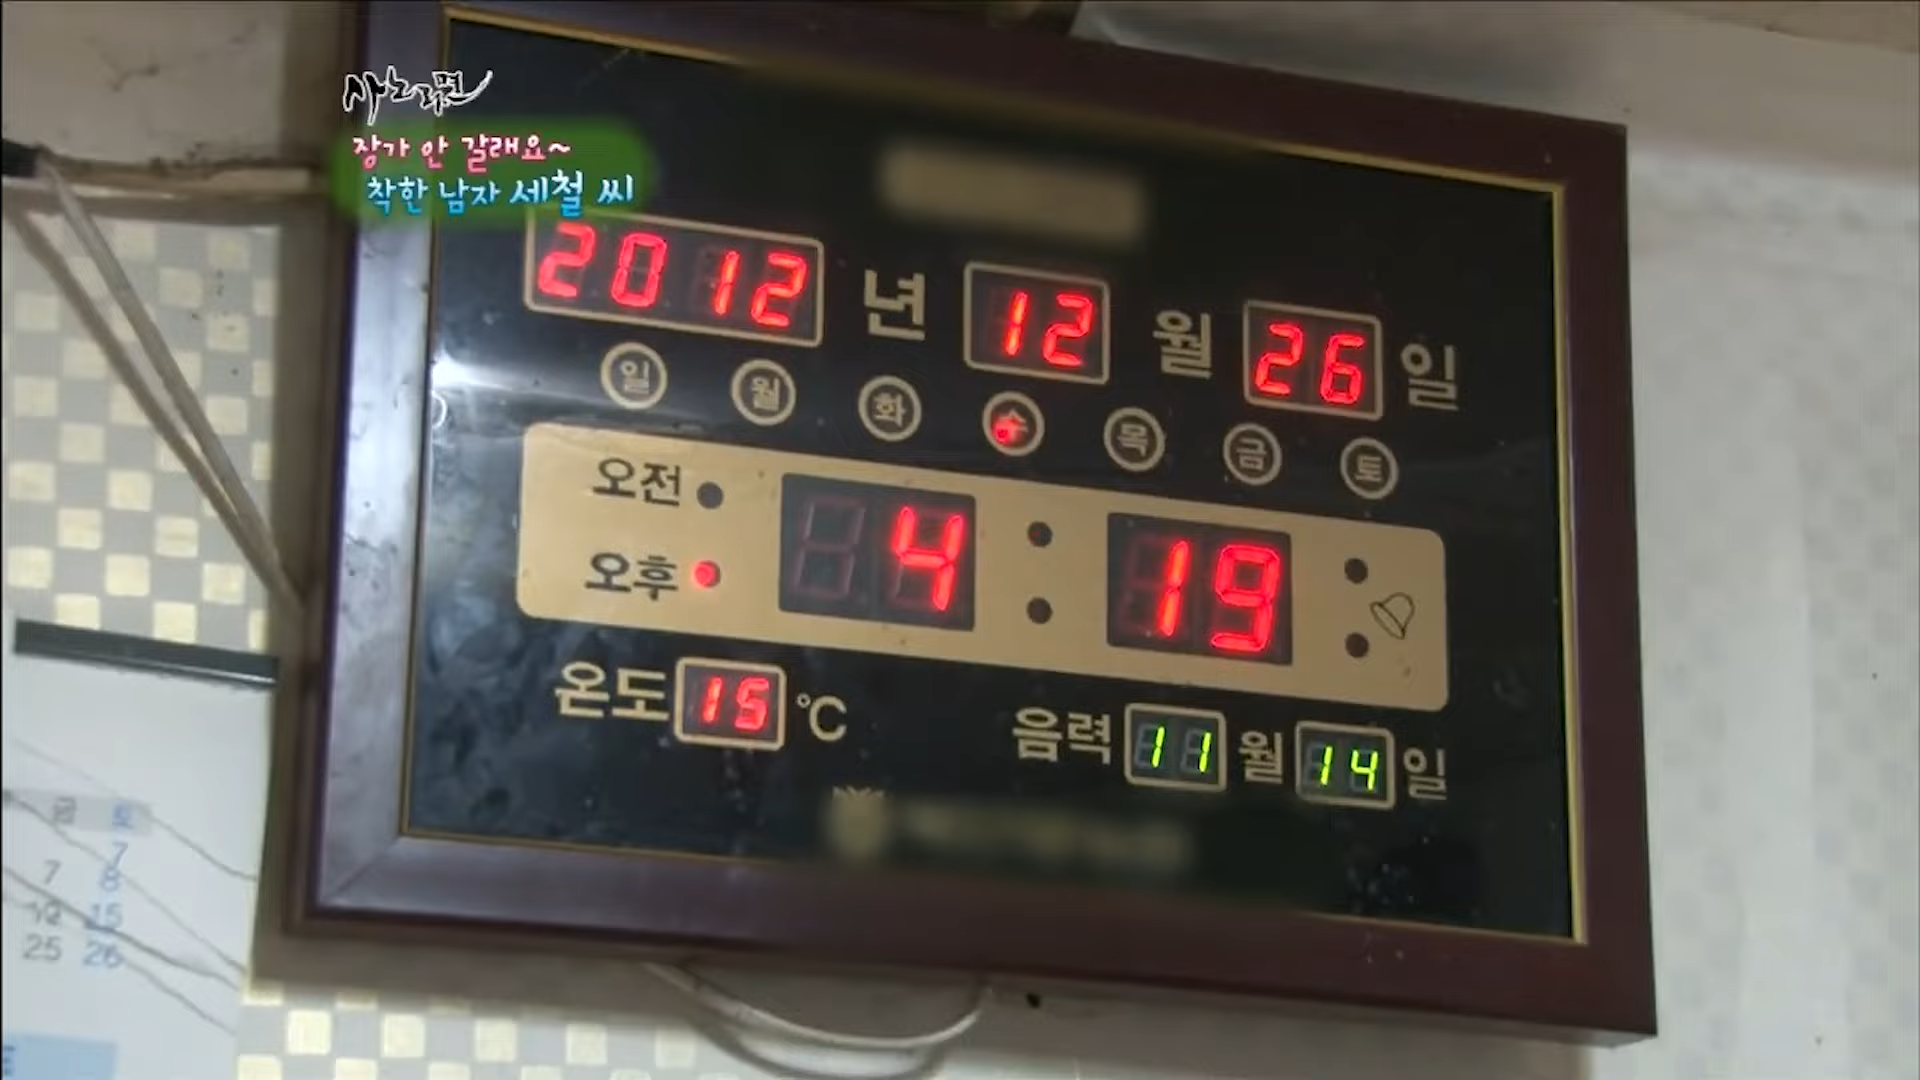 사노라면
장가 안 갈래요~
착한 남자 세철 씨
2012 년 12 월 26 일
일 월 화 수 목 금 토
오전
오후 4 19
온도 15 °C 음력 11 월 14 일
금 토
7
7 8
15
25 26